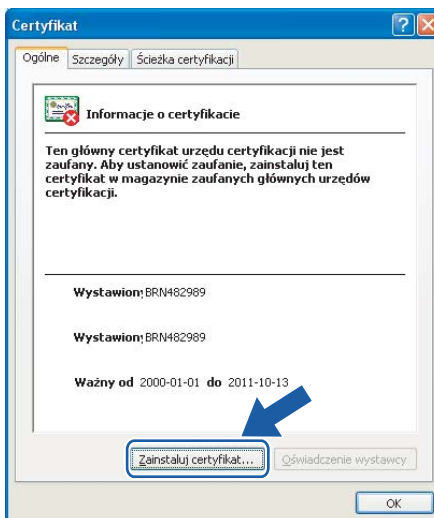 Certyfikat
Ogólne Szczegóły Ścieżka certyfikacji
Informacje o certyfikacie
Ten główny certyfikat urzędu certyfikacji nie jest
zaufany. Aby ustanowić zaufanie, zainstaluj ten
certyfikat w magazynie zaufanych głównych urzędów
certyfikacji.
Wystawiony BRN482989
Wystawiony BRN482989
Ważny od 2000-01-01 do 2011-10-13
Zainstaluj certyfikat... Oświadczenie wystawcy
OK